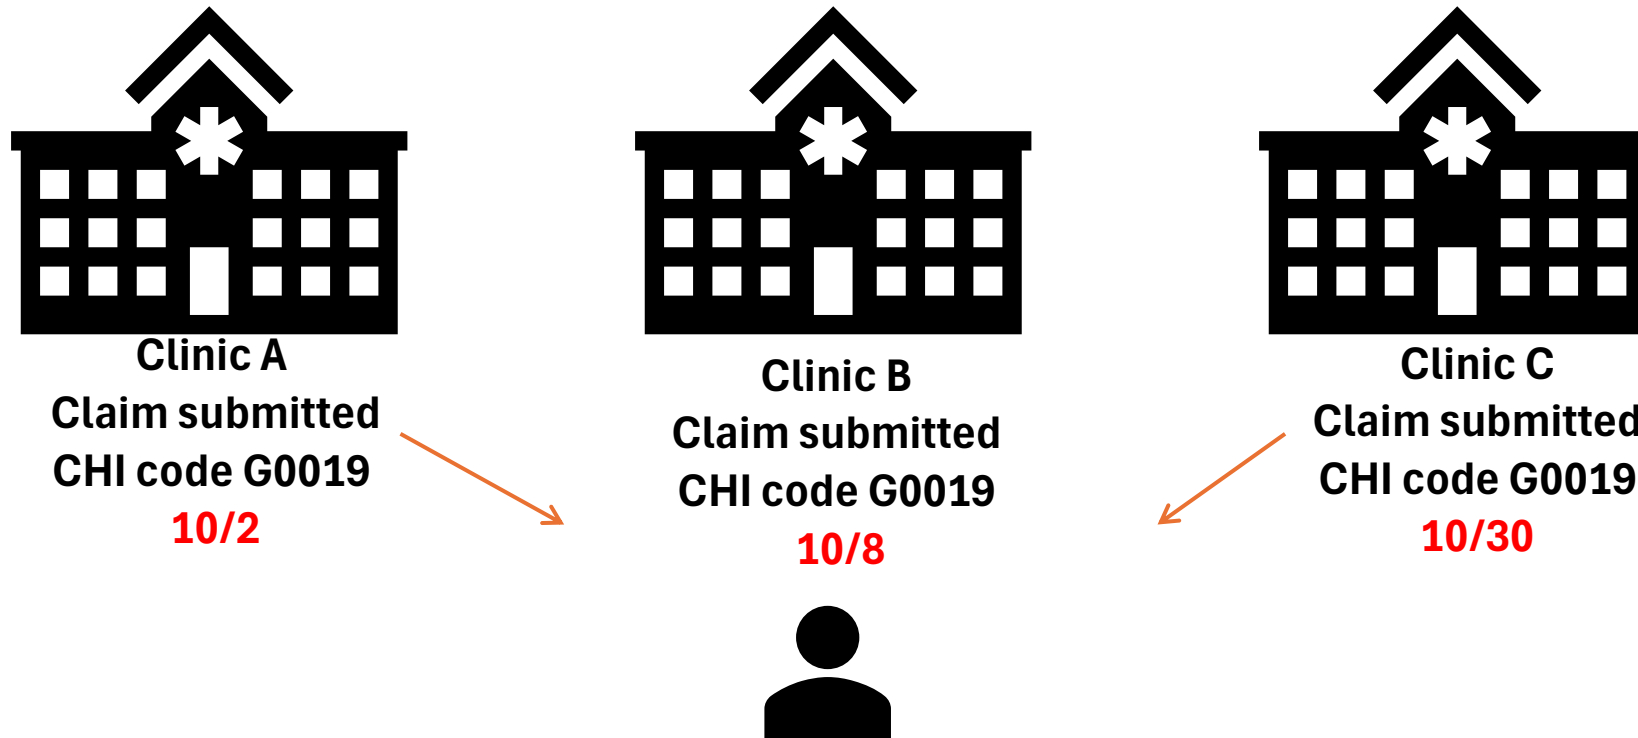 Clinic A
Claim submitted
CHI code G0019
10/2
Clinic B
Claim submitted
CHI code G0019
10/8
Clinic C
Claim submitted
CHI code G0019
10/30